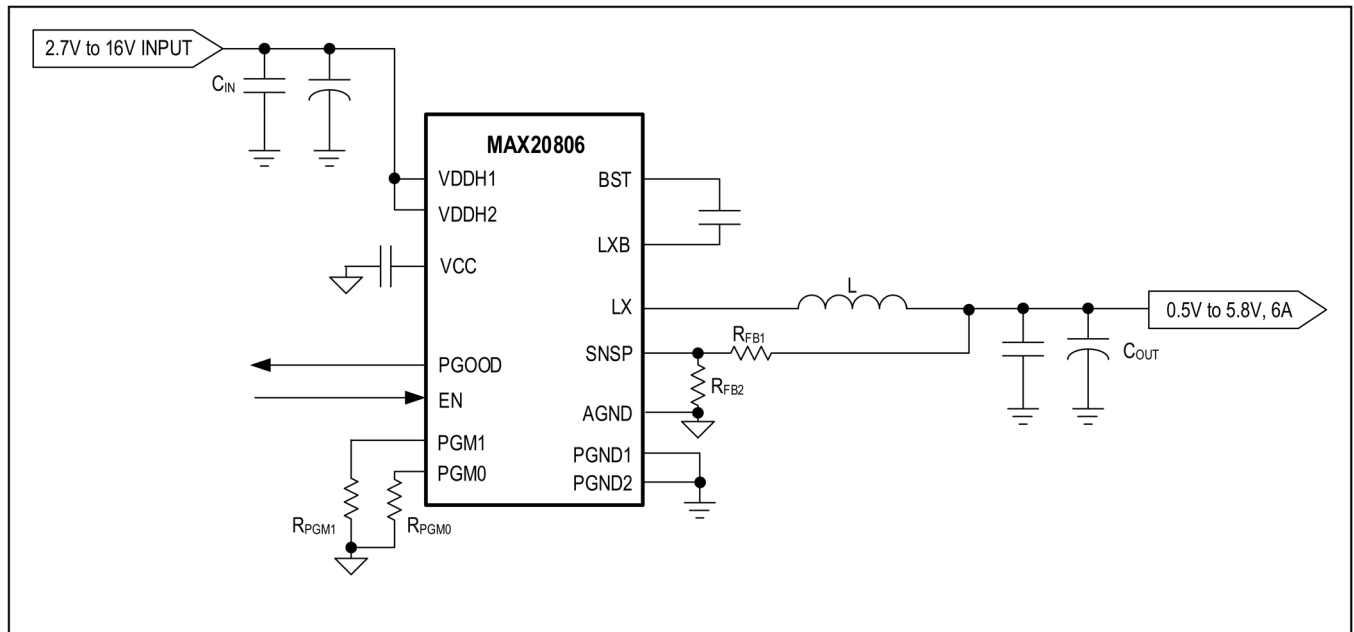 2.7V to 16V INPUT
CIN
MAX20806
VDDH1
BST
VDDH2
LXB
VCC
L
LX
0.5V to 5.8V, 6A
RFB1
SNSP
COUT
PGOOD
RFB2
EN
AGND
PGM1
PGND1
PGM0
PGND2
RPGM1
RPGM0